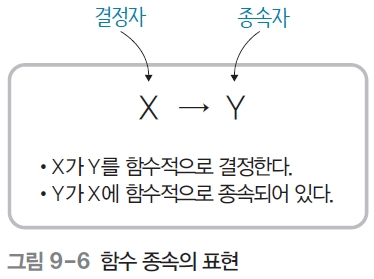 결정자 종속자
X → Y
• X가 Y를 함수적으로 결정한다.
• Y가 X에 함수적으로 종속되어 있다.
그림 9-6 함수 종속의 표현